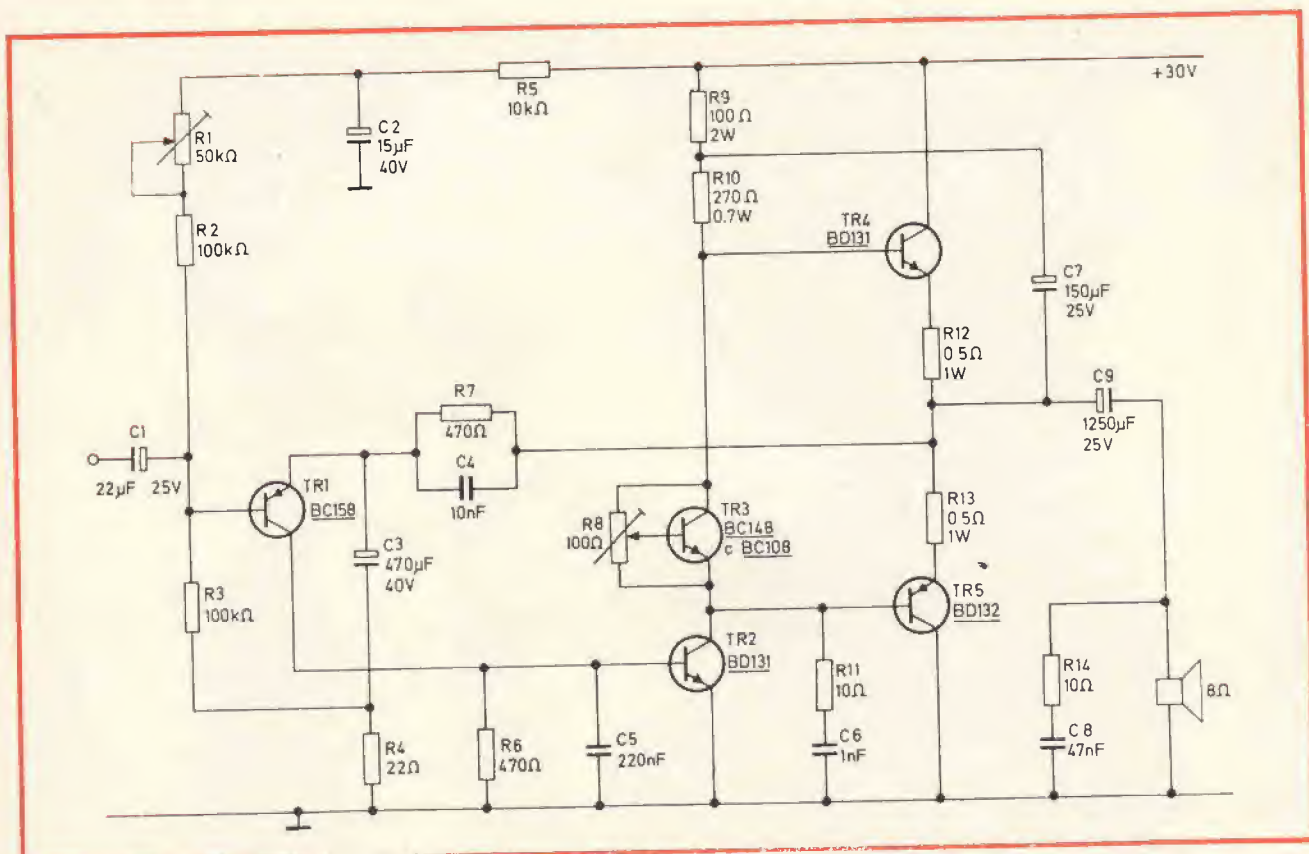 +30V
R5
10kΩ
R9
100Ω
2W
R1
50kΩ
C2
15µF
40V
R10
270Ω
0.7W
R2
100kΩ
TR4
BD131
C7
150µF
25V
R12
0 5Ω
1W
R7
470Ω
C4
10nF
C9
1250µF
25V
C1
22µF 25V
TR1
BC158
C3
470µF
40V
R8
100Ω
TR3
BC148
c BC108
R13
0 5Ω
1W
R3
100kΩ
TR2
BD131
TR5
BD132
R11
10Ω
R14
10Ω
8Ω
R4
22Ω
R6
470Ω
C5
220nF
C6
1nF
C8
47nF